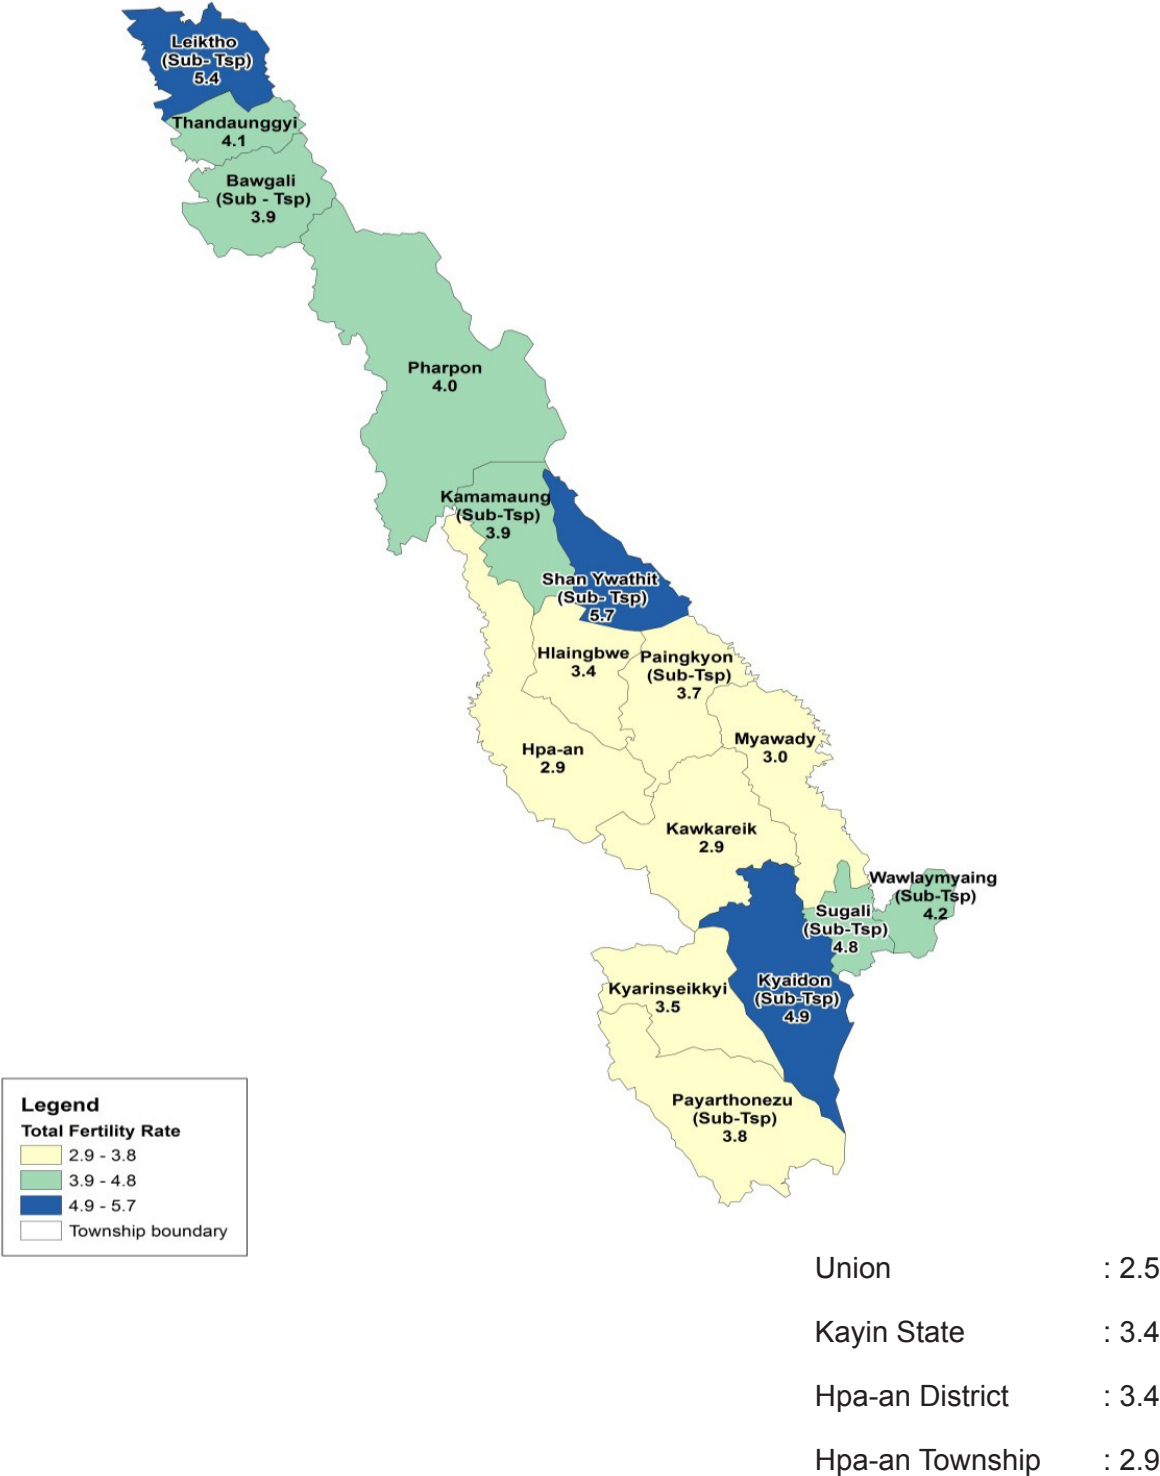 Leiktho
(Sub- Tsp)
5.4
Thandaunggyi
4.1
Bawgali
(Sub - Tsp)
3.9
Pharpon
4.0
Kamamaung
(Sub-Tsp)
3.9
Shan Ywathit
(Sub- Tsp)
5.7
Hlaingbwe
3.4
Paingkyon
(Sub-Tsp)
3.7
Hpa-an
2.9
Myawady
3.0
Kawkareik
2.9
Wawlaymyaing
(Sub-Tsp)
4.2
Sugali
(Sub-Tsp)
4.8
Kyaidon
(Sub-Tsp)
4.9
Kyarinseikkyi
3.5
Payarthonezu
(Sub-Tsp)
3.8
Legend
Total Fertility Rate
2.9 - 3.8
3.9 - 4.8
4.9 - 5.7
Township boundary
Union : 2.5
Kayin State : 3.4
Hpa-an District : 3.4
Hpa-an Township : 2.9